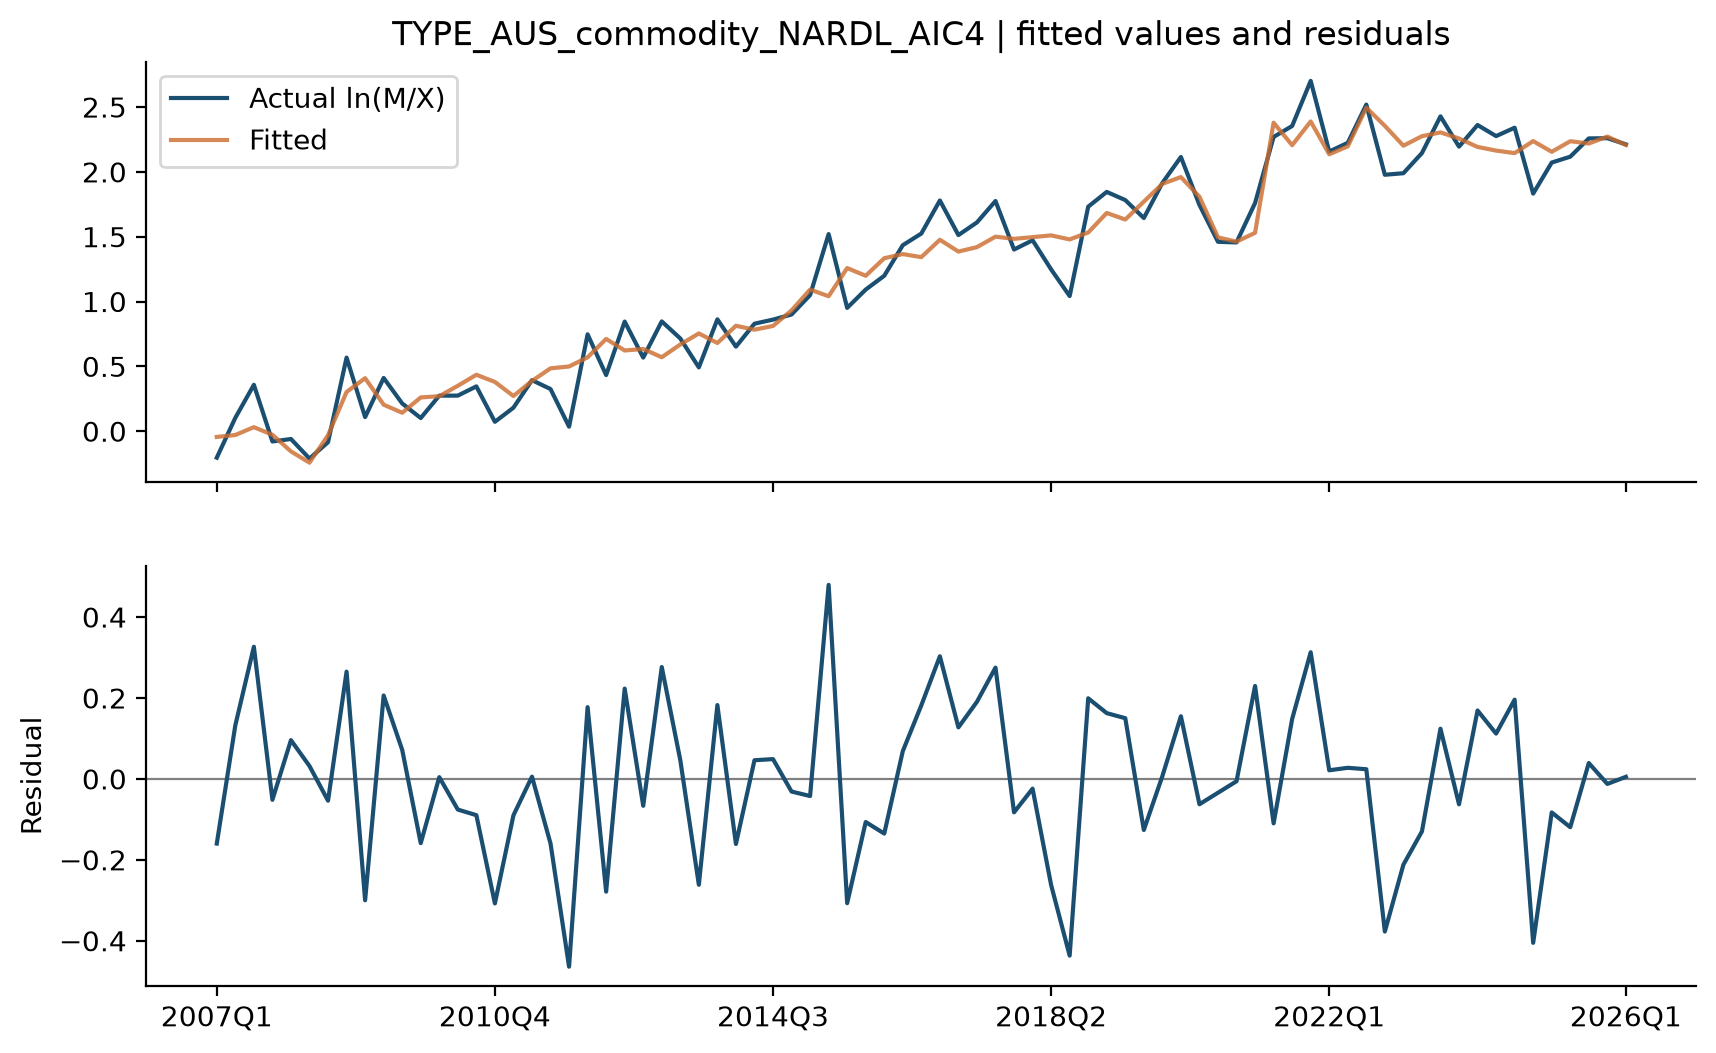 TYPE_AUS_commodity_NARDL_AIC4 | fitted values and residuals
Actual ln(M/X)
Fitted
2.5
2.0
1.5
1.0
0.5
0.0
Residual
0.4
0.2
0.0
−0.2
−0.4
2007Q1 2010Q4 2014Q3 2018Q2 2022Q1 2026Q1